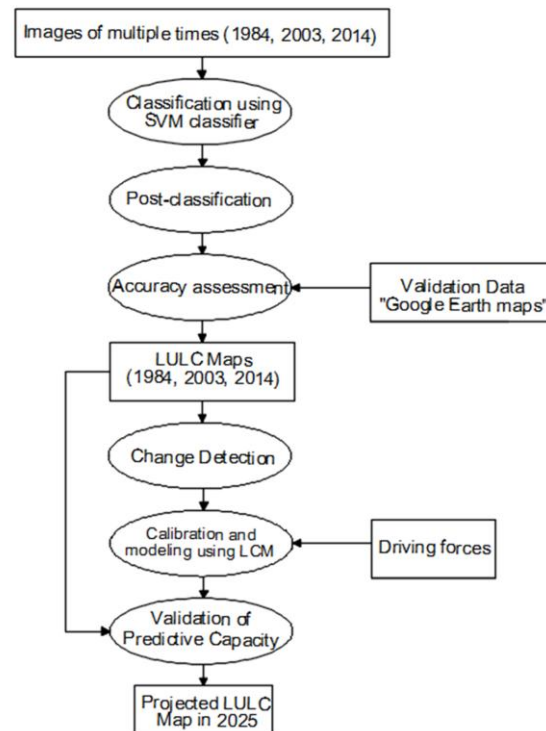 Images of multiple times (1984, 2003, 2014)
Classification using
SVM classifier
Post-classification
Accuracy assessment
Validation Data
"Google Earth maps"
LULC Maps
(1984, 2003, 2014)
Change Detection
Calibration and
modeling using LCM
Driving forces
Validation of
Predictive Capacity
Projected LULC
Map in 2025